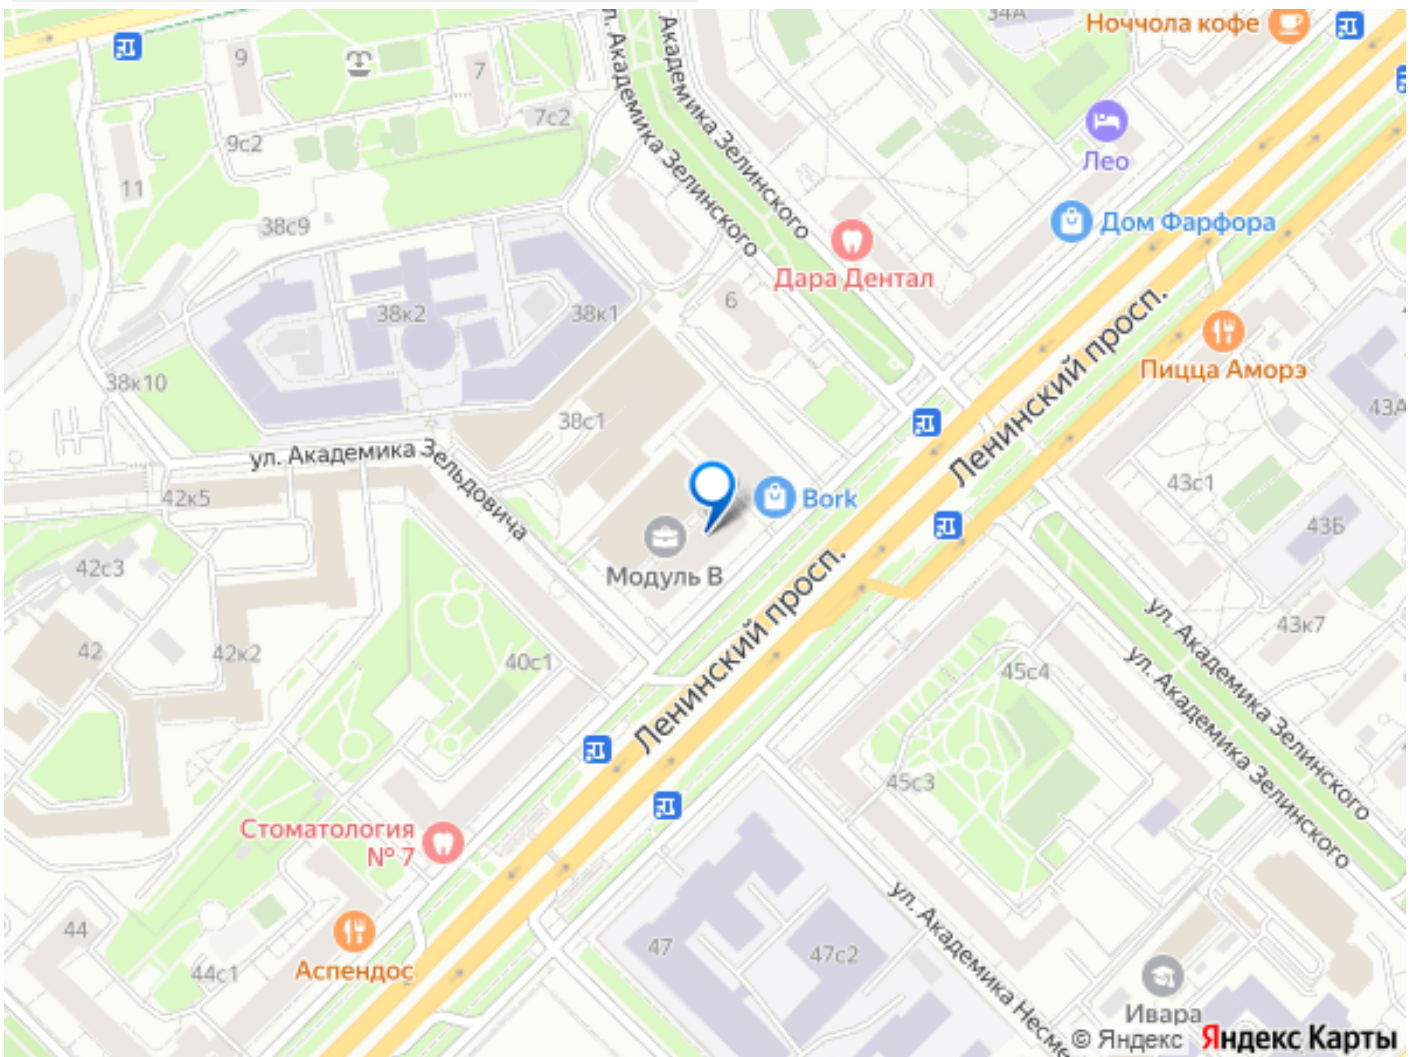 34А
Ноччола кофе
9
7
ул. Академика Зелинского
Академика Зелинского
7с2
9с2
Лео
11
38с9
Дом Фарфора
Дара Дентал
6
38к2
38к1
Ленинский просп.
Пицца Аморэ
38к10
43А
38с1
ул. Академика Зельдовича
43с1
42к5
Bork
43Б
Модуль В
42с3
ул. Академика Зелинского
43к7
42
42к2
40с1
45с4
ул. Академика Зелинского
Ленинский просп.
45с3
Стоматология
№ 7
44
47
47с2
ул. Академика Несме
44с1
Аспендос
Ивара
© Яндекс Яндекс Карты